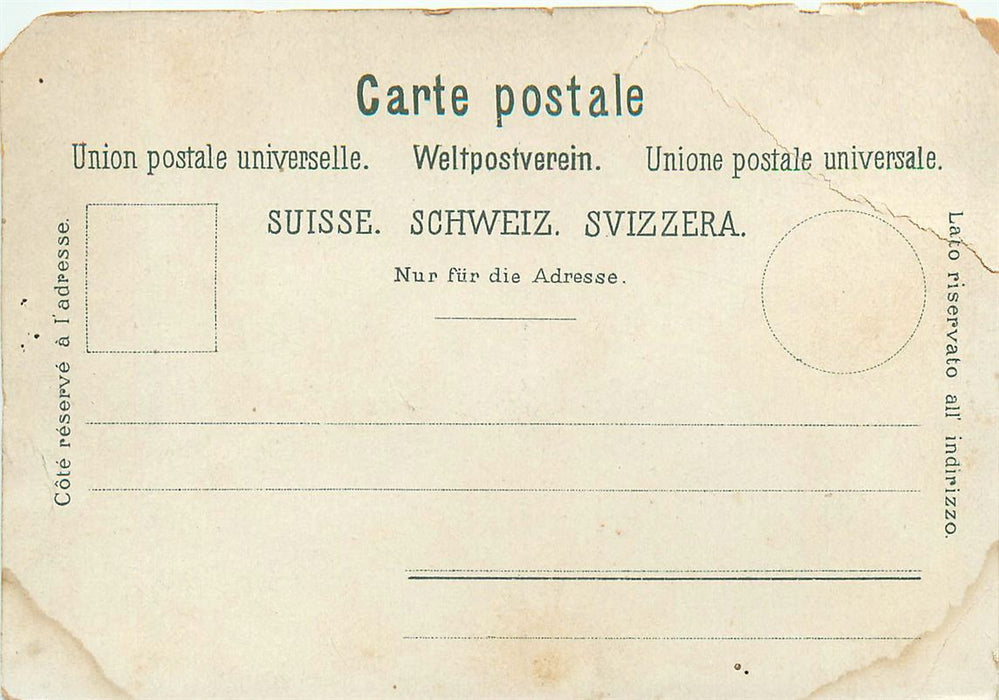 Carte postale
Union postale universelle. Weltpostverein. Unione postale universale.
SUISSE. SCHWEIZ. SVIZZERA.
Nur für die Adresse.
Côté réservé à l'adresse.
Lato riservato all' indirizzo.